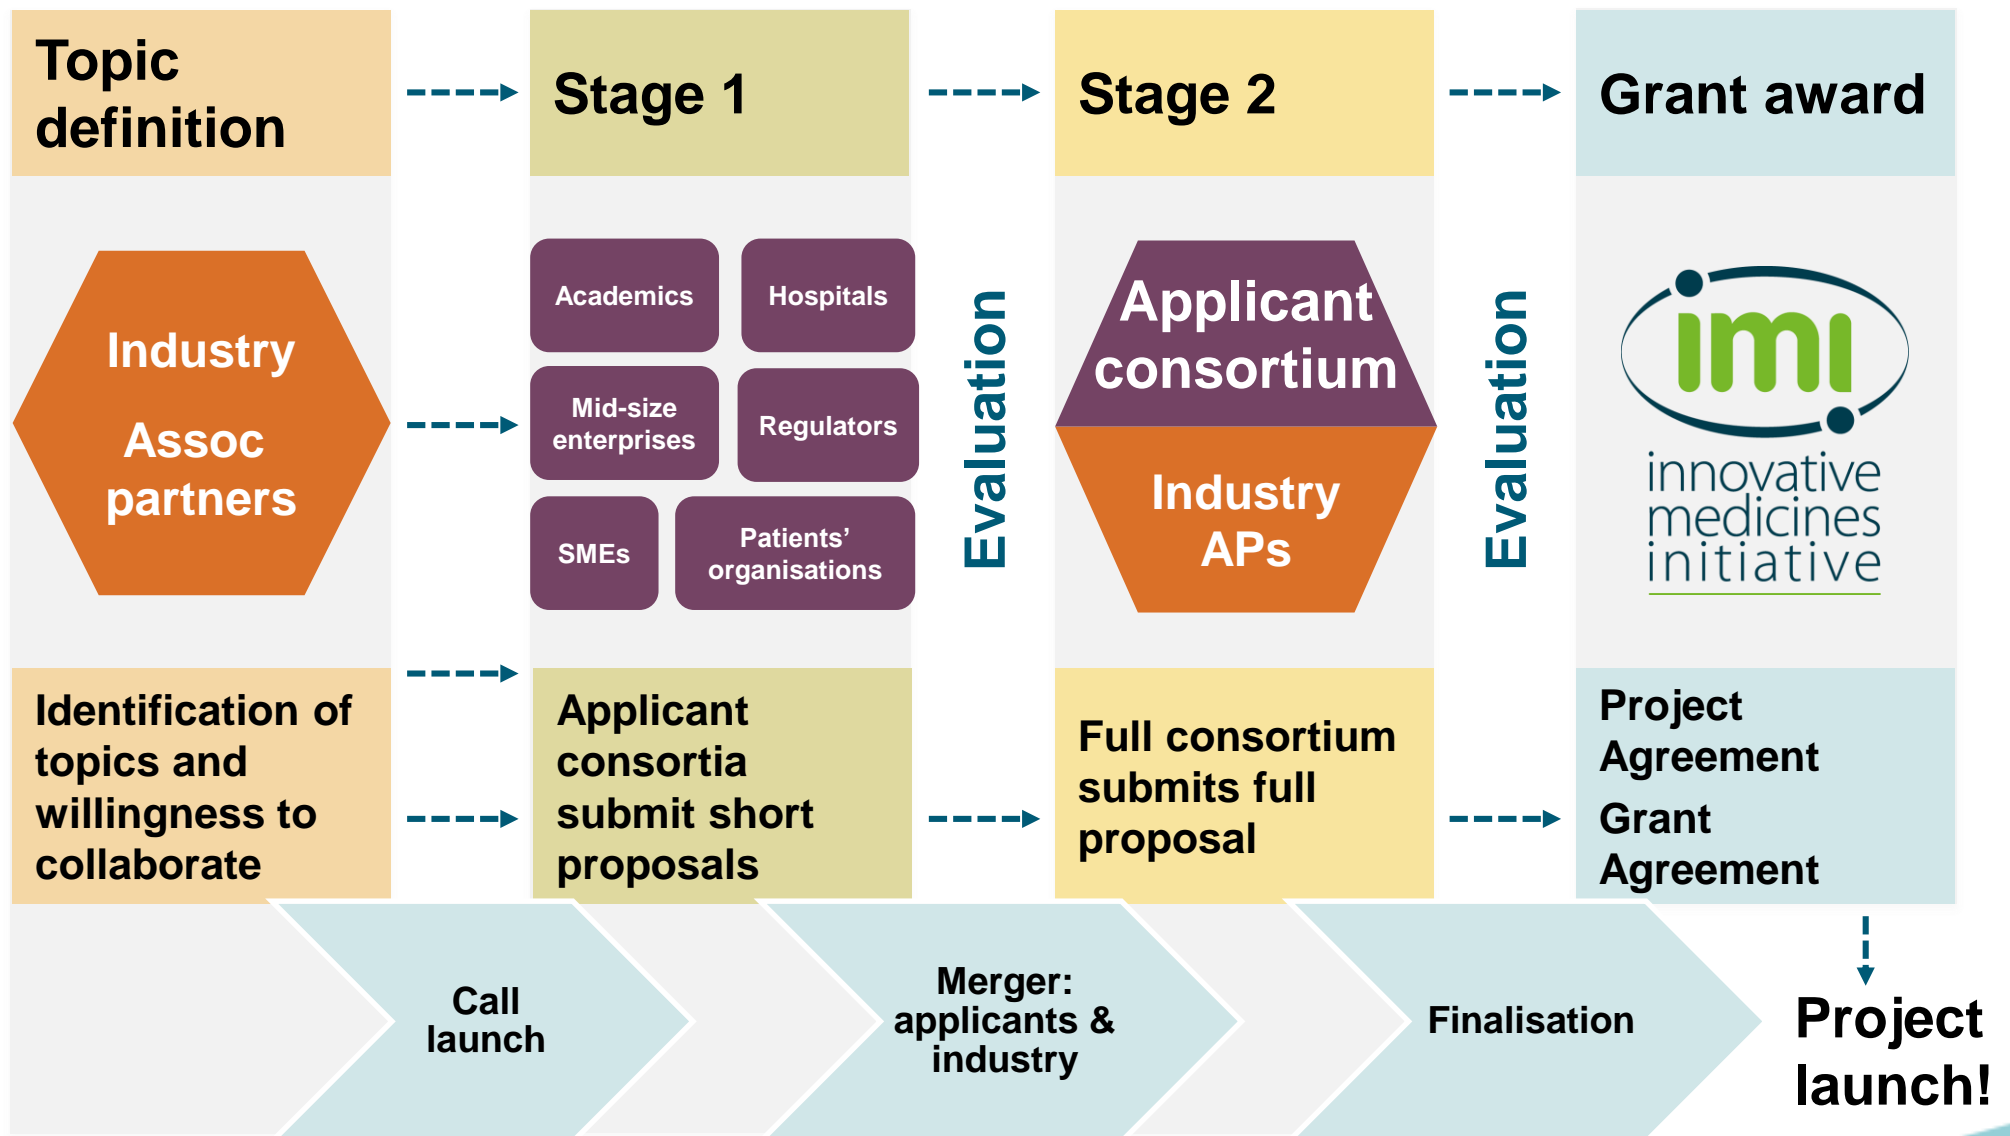 Topic
definition
Stage 1
Stage 2
Grant award
Industry
Assoc
partners
Academics
Hospitals
Mid-size
enterprises
Regulators
SMEs
Patients’
organisations
Evaluation
Applicant
consortium
Industry
APs
Evaluation
imi
innovative
medicines
initiative
Identification of
topics and
willingness to
collaborate
Applicant
consortia
submit short
proposals
Full consortium
submits full
proposal
Project
Agreement
Grant
Agreement
Call
launch
Merger:
applicants &
industry
Finalisation
Project
launch!